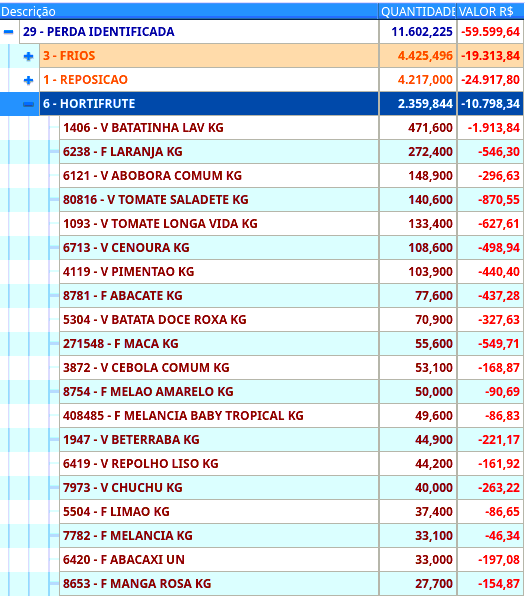 Descrição QUANTIDADE VALOR R$
29 - PERDA IDENTIFICADA 11.602,225 -59.599,64
3 - FRIOS 4.425,496 -19.313,84
1 - REPOSICAO 4.217,000 -24.917,80
6 - HORTIFRUTE 2.359,844 -10.798,34
1406 - V BATATINHA LAV KG 471,600 -1.913,84
6238 - F LARANJA KG 272,400 -546,30
6121 - V ABOBORA COMUM KG 148,900 -296,63
80816 - V TOMATE SALADETE KG 140,600 -870,55
1093 - V TOMATE LONGA VIDA KG 133,400 -627,61
6713 - V CENOURA KG 108,600 -498,94
4119 - V PIMENTAO KG 103,900 -440,40
8781 - F ABACATE KG 77,600 -437,28
5304 - V BATATA DOCE ROXA KG 70,900 -327,63
271548 - F MACA KG 55,600 -549,71
3872 - V CEBOLA COMUM KG 53,100 -168,87
8754 - F MELAO AMARELO KG 50,000 -90,69
408485 - F MELANCIA BABY TROPICAL KG 49,600 -86,83
1947 - V BETERRABA KG 44,900 -221,17
6419 - V REPOLHO LISO KG 44,200 -161,92
7973 - V CHUCHU KG 40,000 -263,22
5504 - F LIMAO KG 37,400 -86,65
7782 - F MELANCIA KG 33,100 -46,34
6420 - F ABACAXI UN 33,000 -197,08
8653 - F MANGA ROSA KG 27,700 -154,87